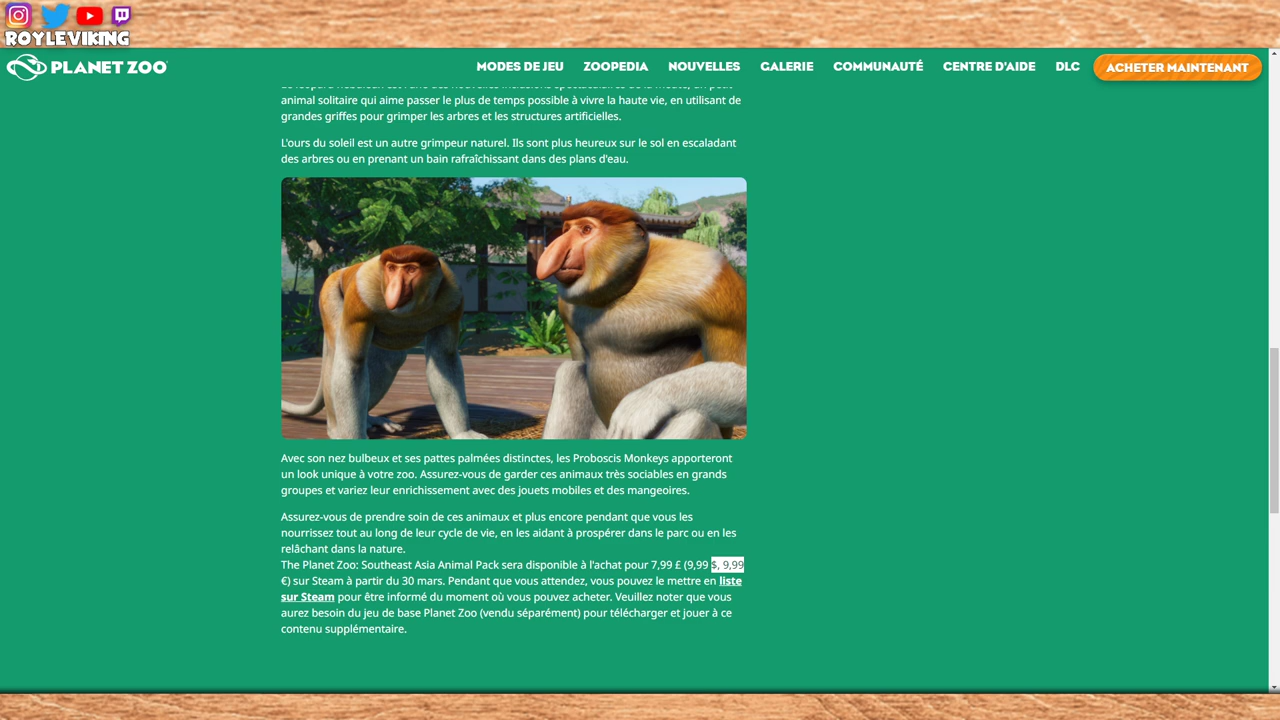 ROYLEVIKING
PLANET ZOO
MODES DE JEU ZOOPEDIA NOUVELLES GALERIE COMMUNAUTÉ CENTRE D'AIDE DLC ACHETER MAINTENANT
animal solitaire qui aime passer le plus de temps possible à vivre la haute vie, en utilisant de
grandes griffes pour grimper les arbres et les structures artificielles.
L'ours du soleil est un autre grimpeur naturel. Ils sont plus heureux sur le sol en escaladant
des arbres ou en prenant un bain rafraîchissant dans des plans d'eau.
Avec son nez bulbeux et ses pattes palmées distinctes, les Proboscis Monkeys apporteront
un look unique à votre zoo. Assurez-vous de garder ces animaux très sociables en grands
groupes et variez leur enrichissement avec des jouets mobiles et des mangeoires.
Assurez-vous de prendre soin de ces animaux et plus encore pendant que vous les
nourrissez tout au long de leur cycle de vie, en les aidant à prospérer dans le parc ou en les
relâchant dans la nature.
The Planet Zoo: Southeast Asia Animal Pack sera disponible à l'achat pour 7,99 £ (9,99 $, 9,99
€) sur Steam à partir du 30 mars. Pendant que vous attendez, vous pouvez le mettre en liste
sur Steam pour être informé du moment où vous pouvez acheter. Veuillez noter que vous
aurez besoin du jeu de base Planet Zoo (vendu séparément) pour télécharger et jouer à ce
contenu supplémentaire.